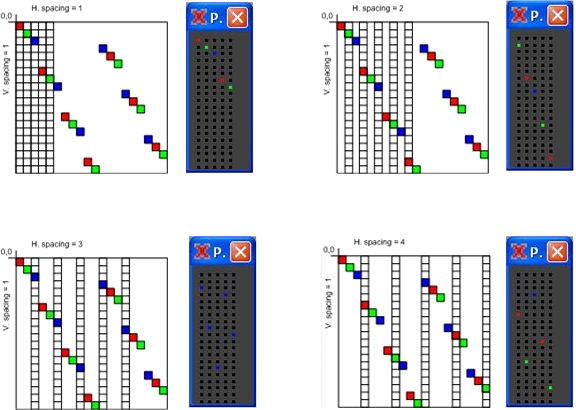 H. spacing = 1
0,0
V. spacing = 1
P.
H. spacing = 2
0,0
V. spacing = 1
P.
H. spacing = 3
0,0
V. spacing = 1
P.
H. spacing = 4
0,0
V. spacing = 1
P.